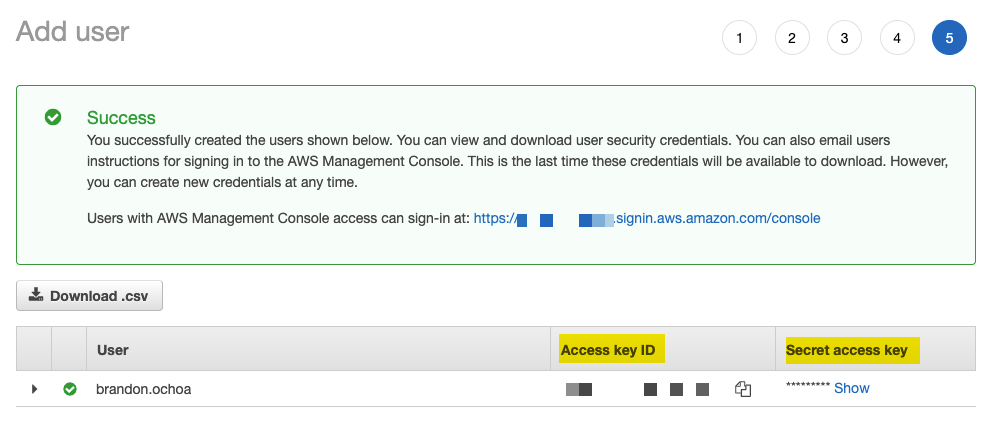 Add user
1 2 3 4 5
Success
You successfully created the users shown below. You can view and download user security credentials. You can also email users
instructions for signing in to the AWS Management Console. This is the last time these credentials will be available to download. However,
you can create new credentials at any time.
Users with AWS Management Console access can sign-in at: https:// .signin.aws.amazon.com/console
Download .csv
User Access key ID Secret access key
brandon.ochoa ********* Show